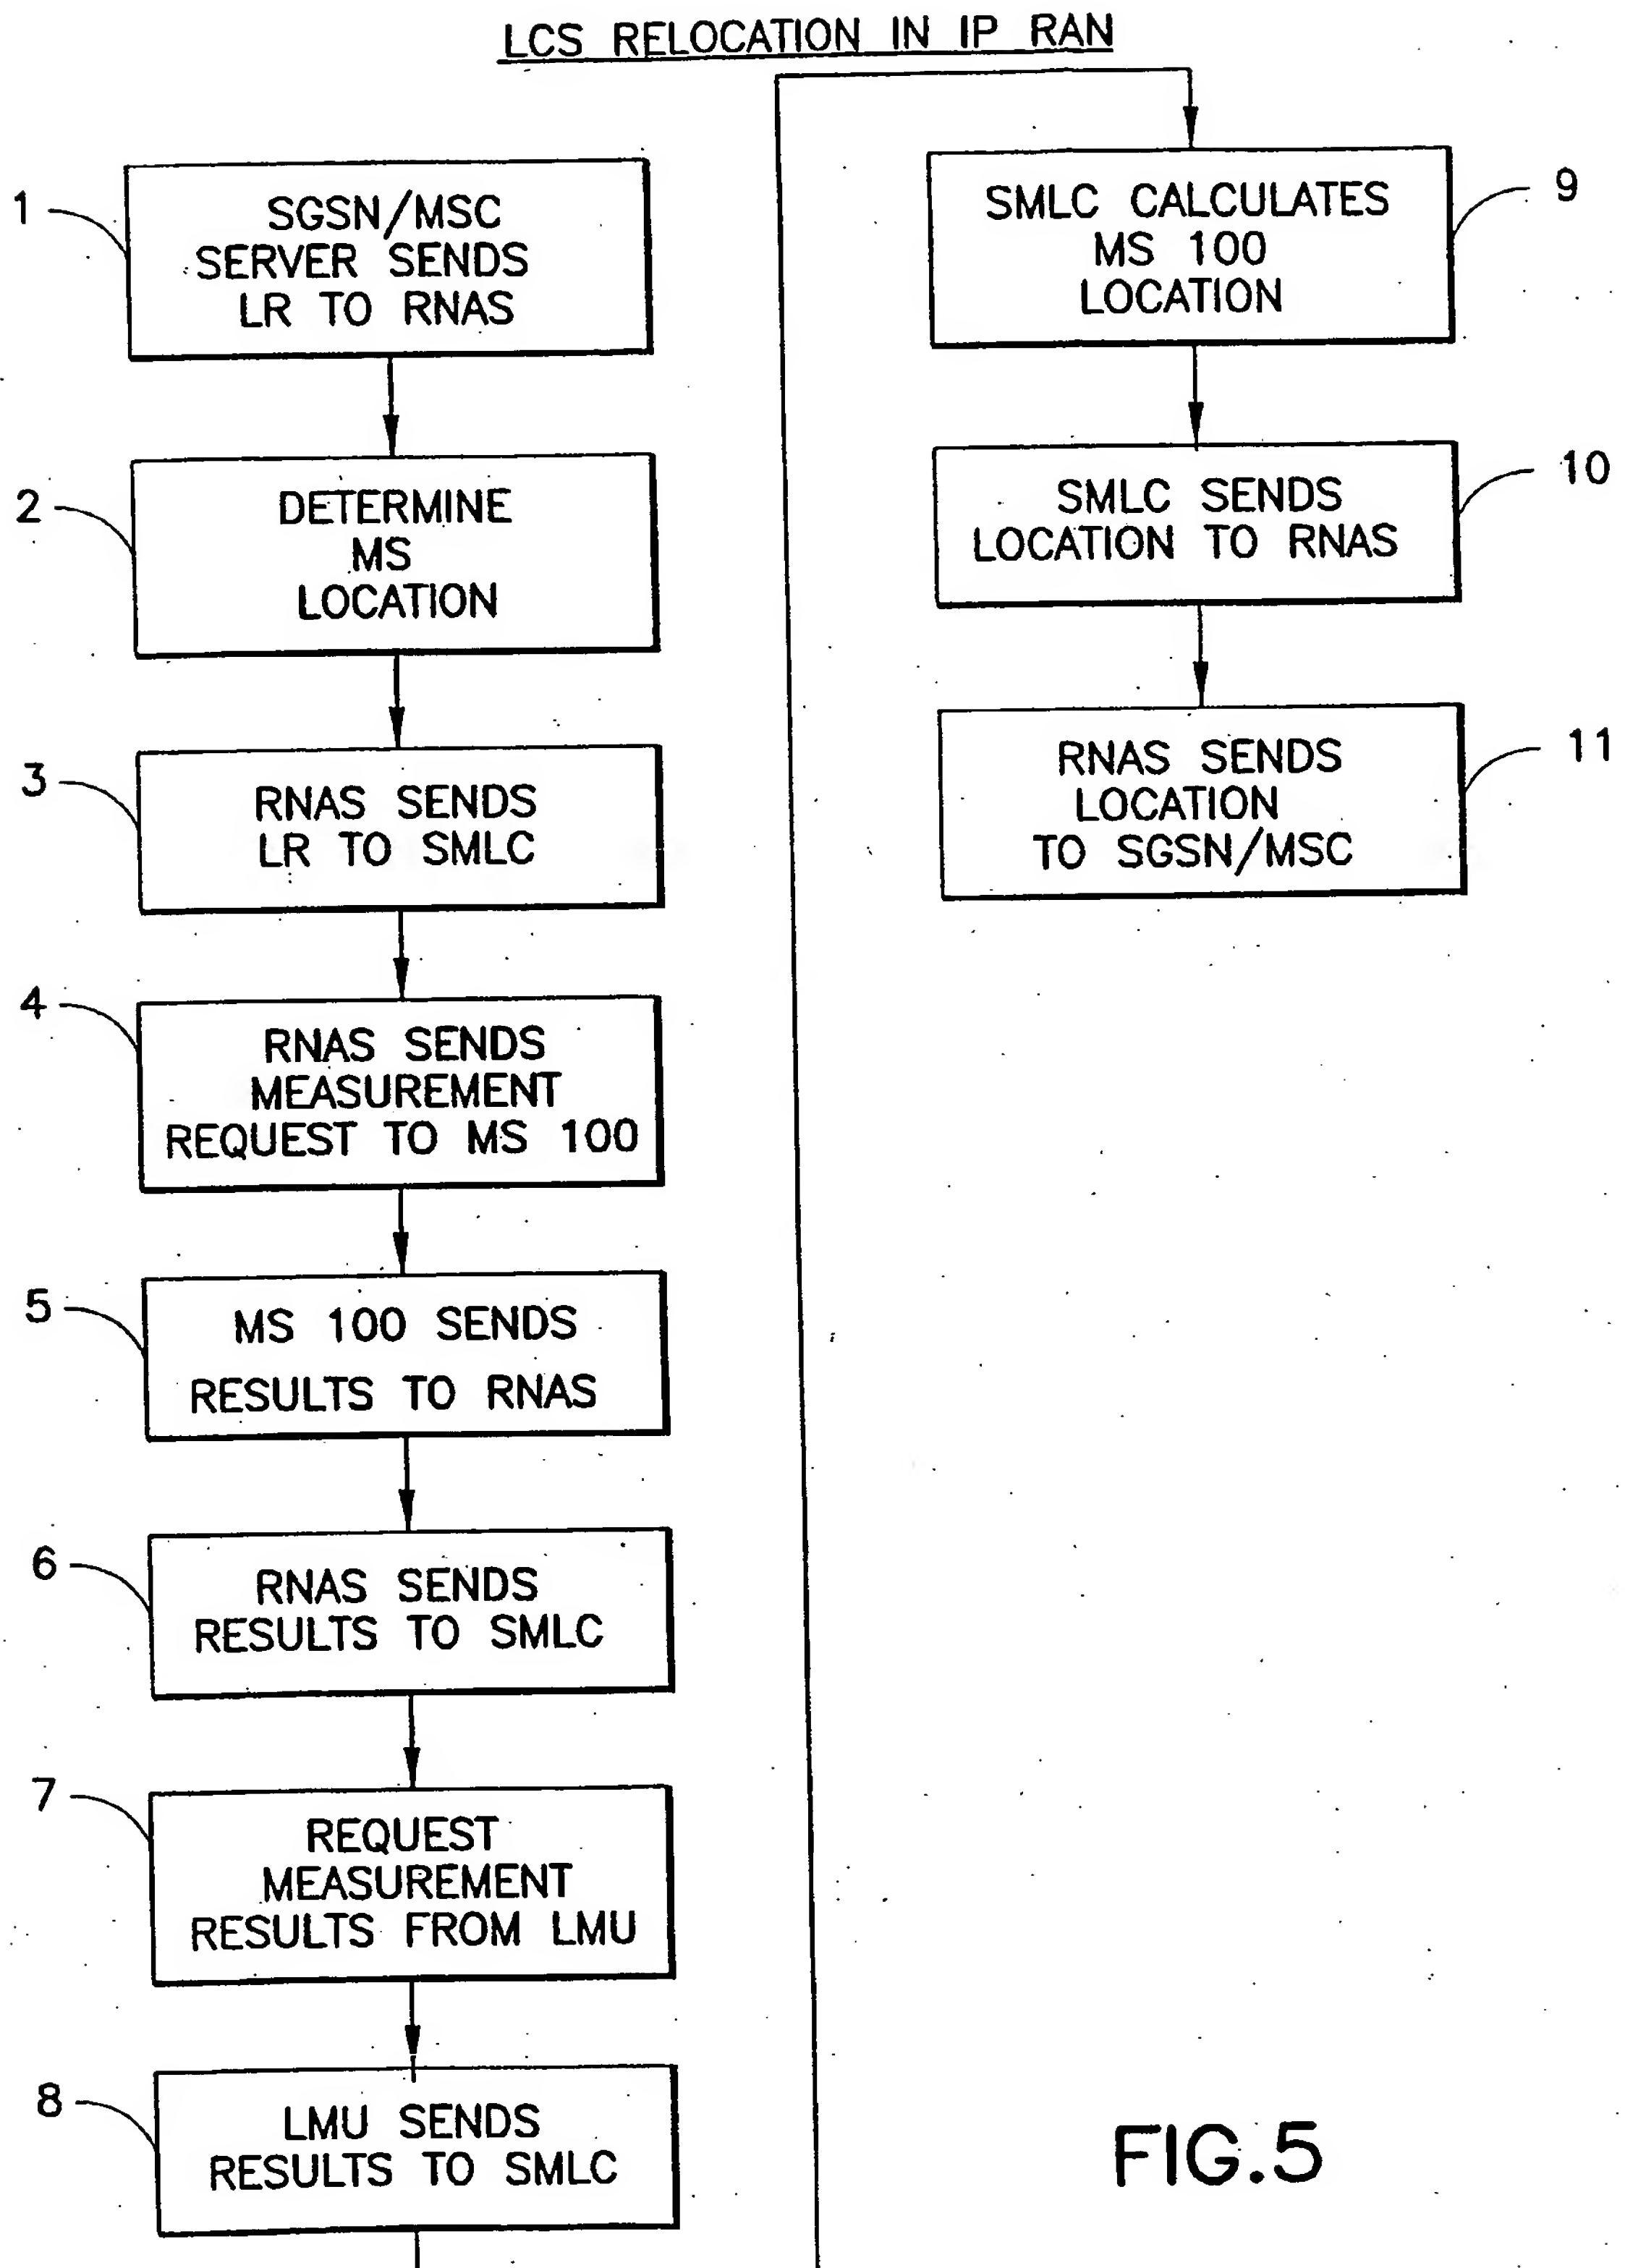 LCS RELOCATION IN IP RAN
1
SGSN/MSC
SERVER SENDS
LR TO RNAS
2
DETERMINE
MS
LOCATION
3
RNAS SENDS
LR TO SMLC
4
RNAS SENDS
MEASUREMENT
REQUEST TO MS 100
5
MS 100 SENDS
RESULTS TO RNAS
6
RNAS SENDS
RESULTS TO SMLC
7
REQUEST
MEASUREMENT
RESULTS FROM LMU
8
LMU SENDS
RESULTS TO SMLC
9
SMLC CALCULATES
MS 100
LOCATION
10
SMLC SENDS
LOCATION TO RNAS
11
RNAS SENDS
LOCATION
TO SGSN/MSC
FIG.5